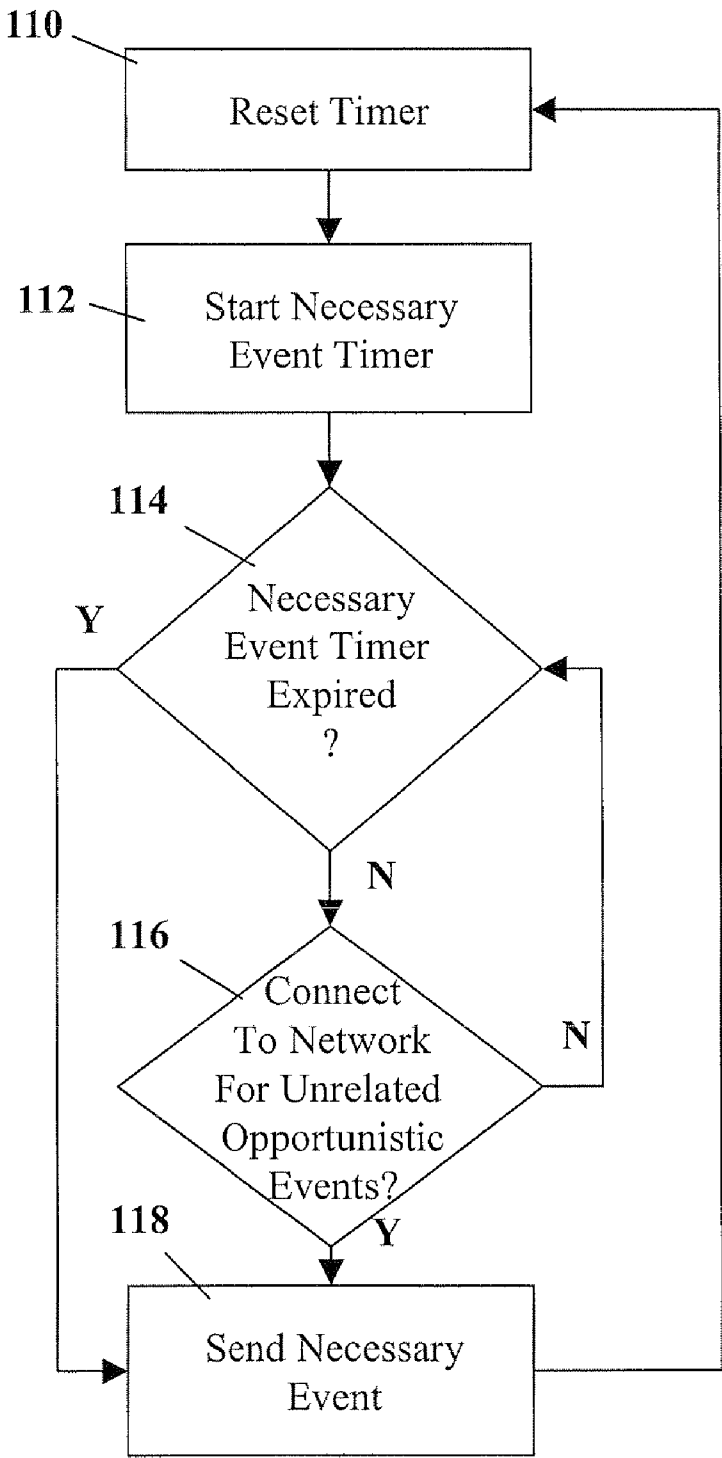 110
Reset Timer
112
Start Necessary
Event Timer
114
Y
Necessary
Event Timer
Expired
?
N
116
Connect
To Network
For Unrelated
Opportunistic
Events?
N
118
Y
Send Necessary
Event